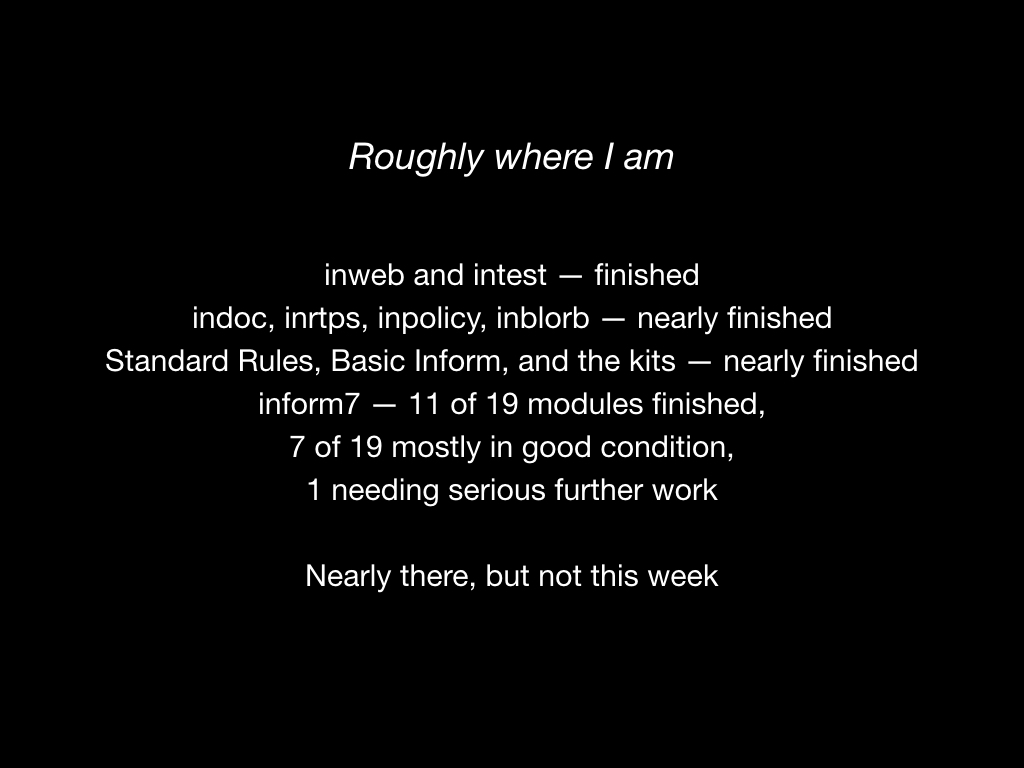 Roughly where I am
inweb and intest — finished
indoc, inrtps, inpolicy, inblorb — nearly finished
Standard Rules, Basic Inform, and the kits — nearly finished
inform7 — 11 of 19 modules finished,
7 of 19 mostly in good condition,
1 needing serious further work
Nearly there, but not this week